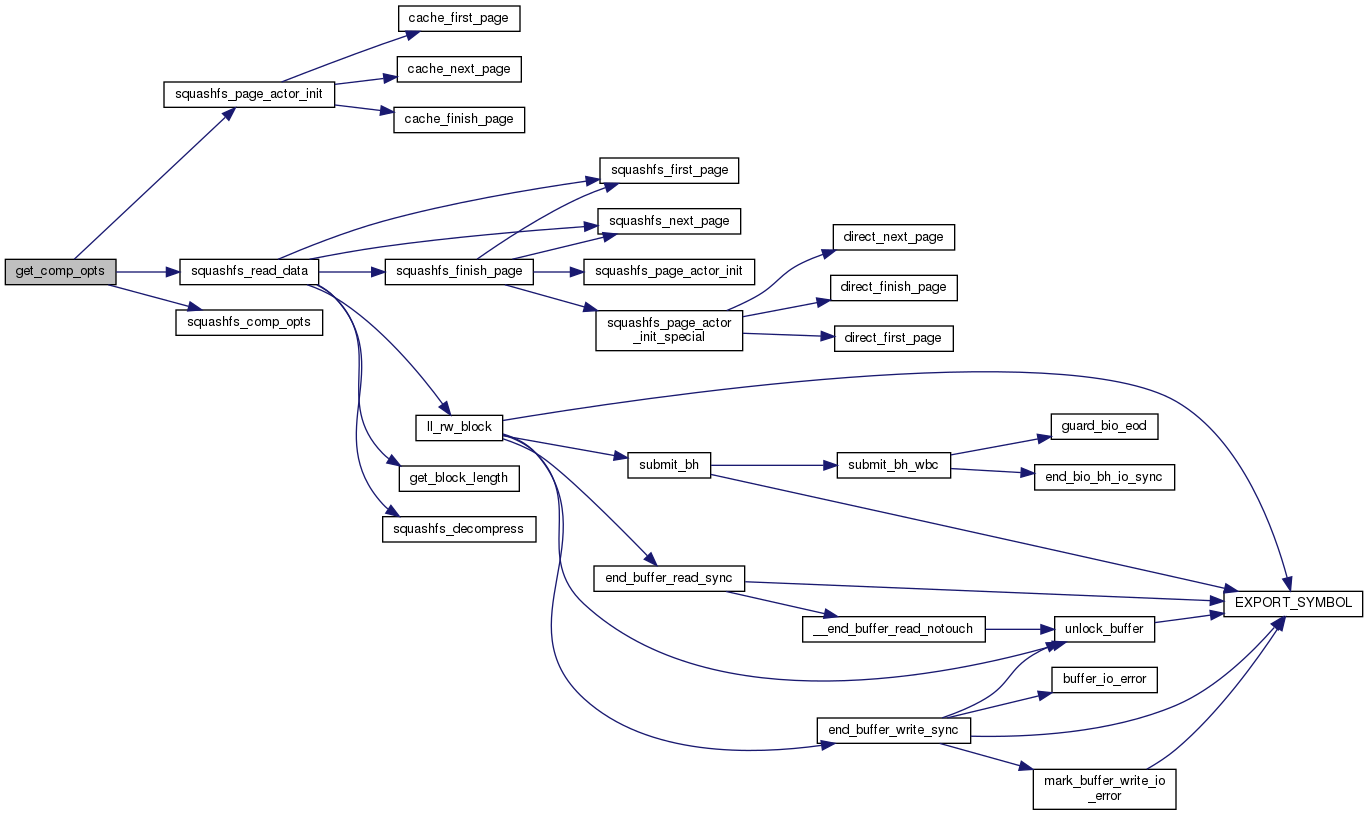 cache_first_page
cache_next_page
squashfs_page_actor_init
cache_finish_page
squashfs_first_page
squashfs_next_page
direct_next_page
get_comp_opts
squashfs_read_data
squashfs_finish_page
squashfs_page_actor_init
direct_finish_page
squashfs_comp_opts
squashfs_page_actor
_init_special
direct_first_page
ll_rw_block
guard_bio_eod
submit_bh
submit_bh_wbc
get_block_length
end_bio_bh_io_sync
squashfs_decompress
end_buffer_read_sync
EXPORT_SYMBOL
__end_buffer_read_notouch
unlock_buffer
buffer_io_error
end_buffer_write_sync
mark_buffer_write_io
_error